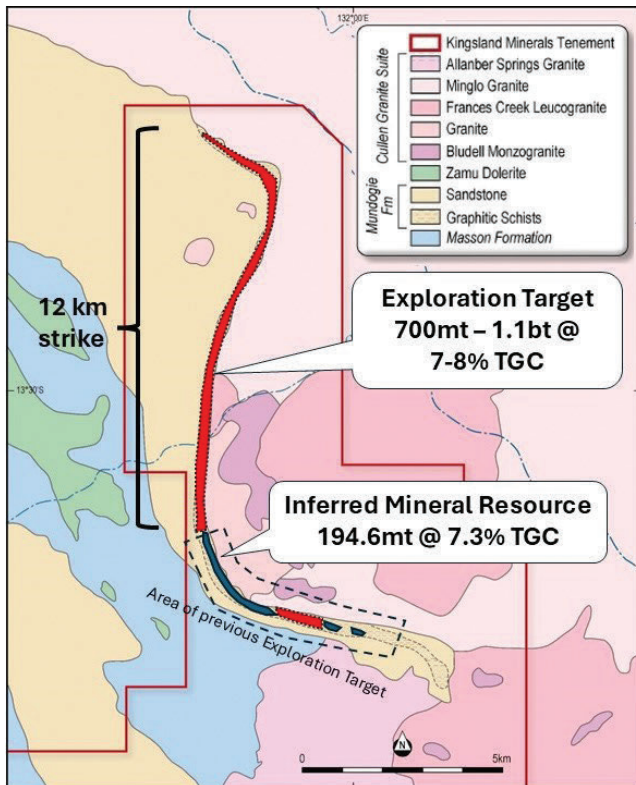 132°00'E
Kingsland Minerals Tenement
Cullen Granite Suite
Allanber Springs Granite
Minglo Granite
Frances Creek Leucogranite
Granite
Bludell Monzogranite
Zamu Dolerite
Mundogie Fm
Sandstone
Graphitic Schists
Masson Formation
12 km
strike
Exploration Target
700mt – 1.1bt @
7-8% TGC
13°30'S
Inferred Mineral Resource
194.6mt @ 7.3% TGC
Area of previous Exploration Target
N
0
5km